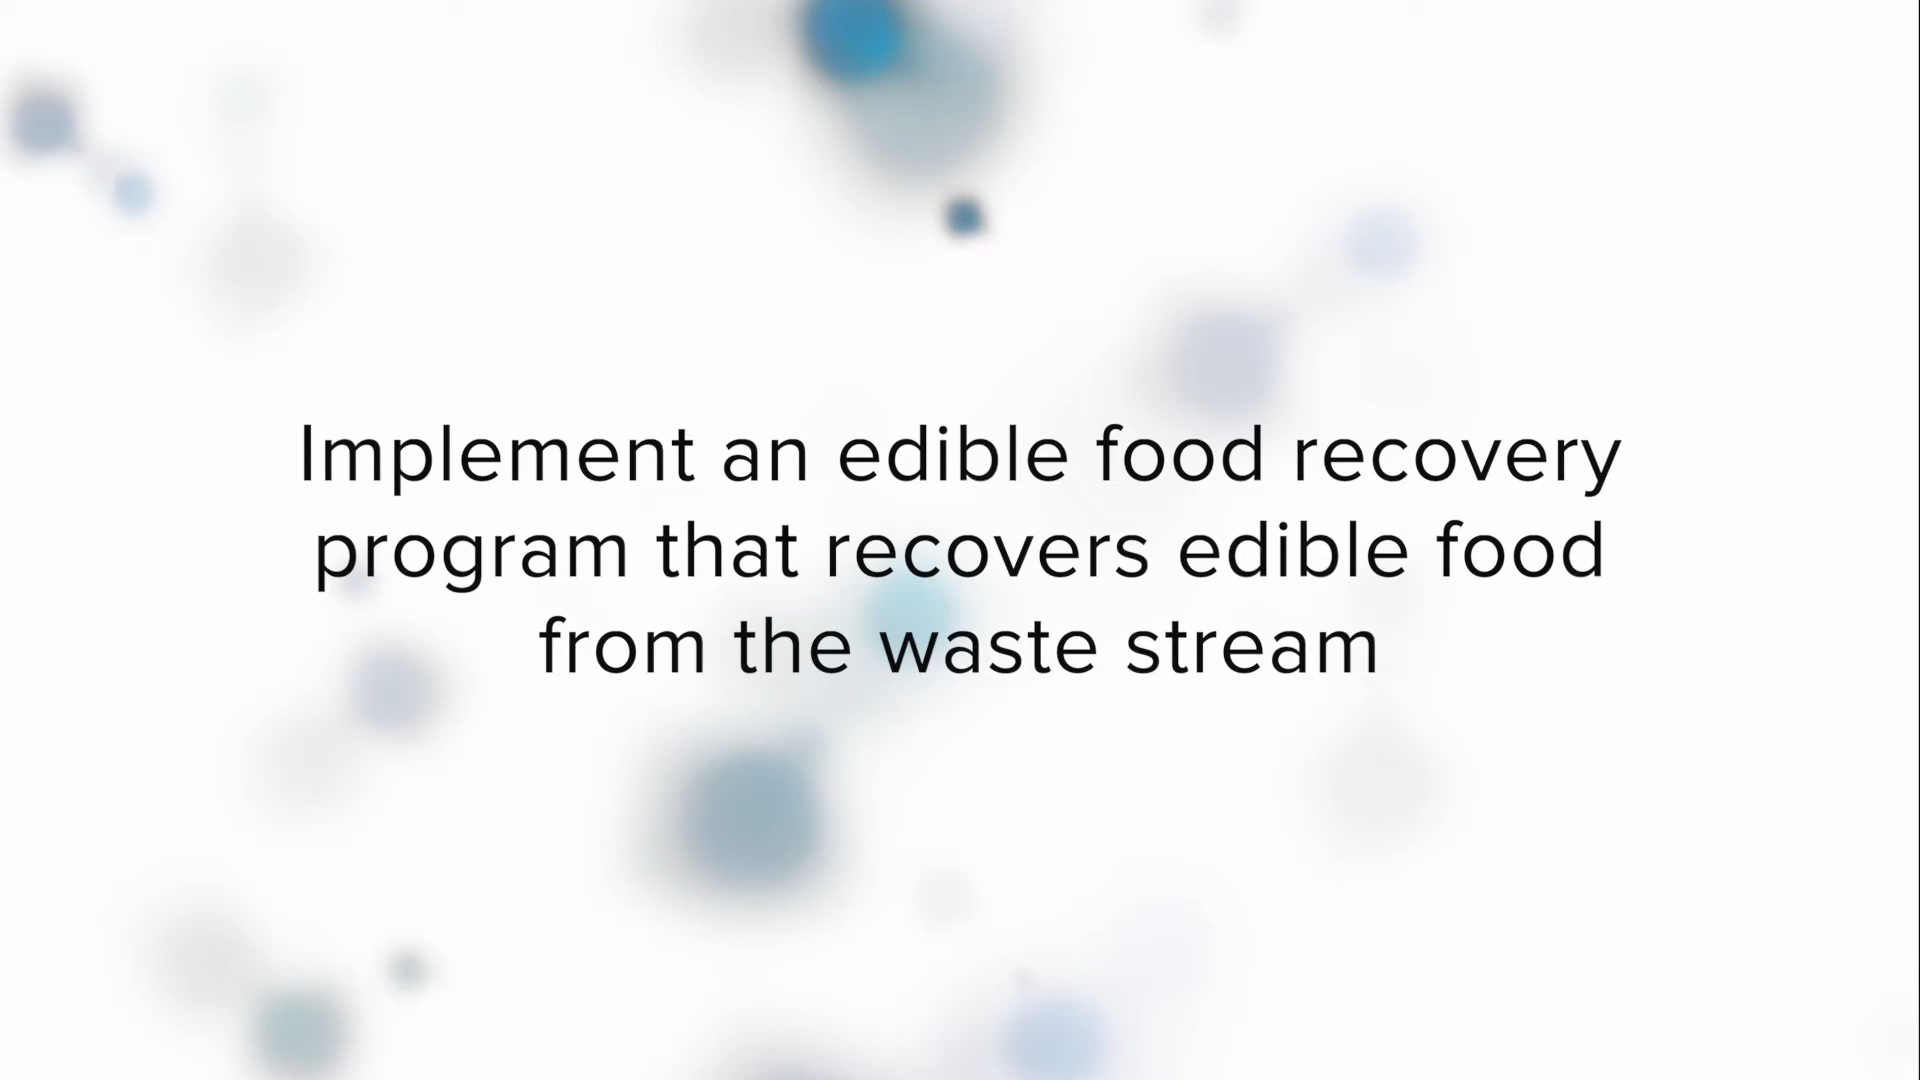 Implement an edible food recovery
program that recovers edible food
from the waste stream